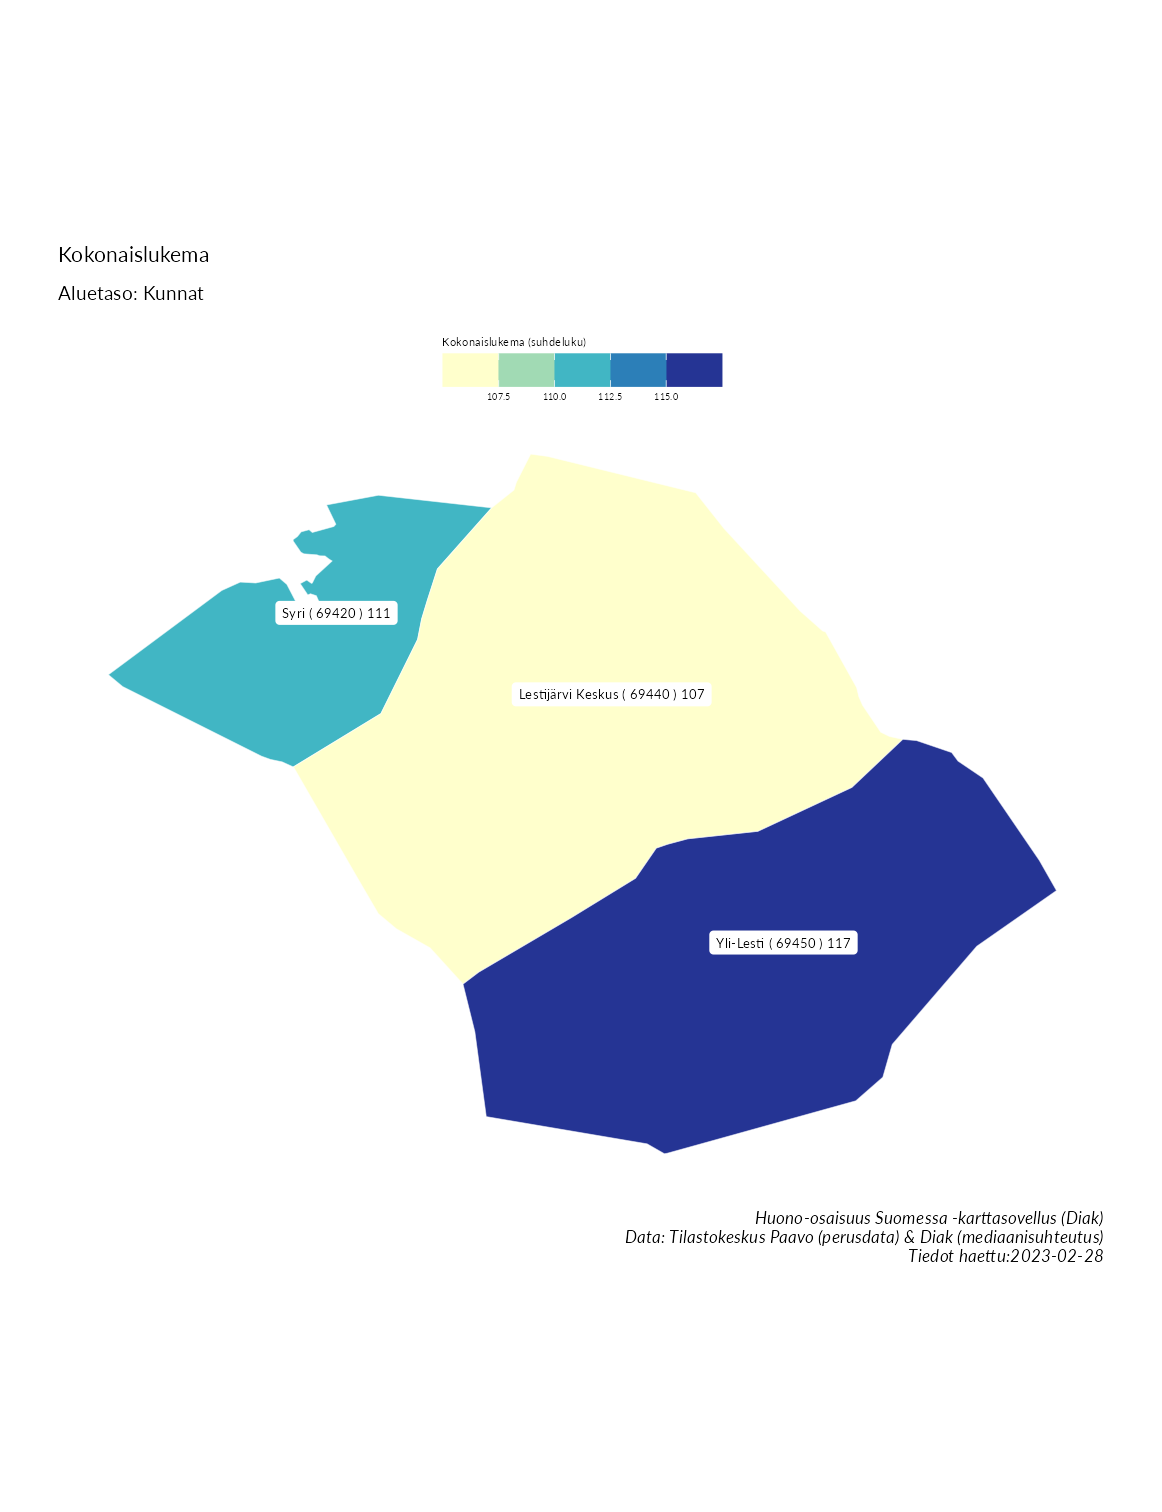 Kokonaislukema
Aluetaso: Kunnat
Kokonaislukema (suhdeluku)
107.5 110.0 112.5 115.0
Syri ( 69420 ) 111
Lestijärvi Keskus ( 69440 ) 107
Yli-Lesti ( 69450 ) 117
Huono-osaisuus Suomessa -karttasovellus (Diak)
Data: Tilastokeskus Paavo (perusdata) & Diak (mediaanisuhteutus)
Tiedot haettu:2023-02-28